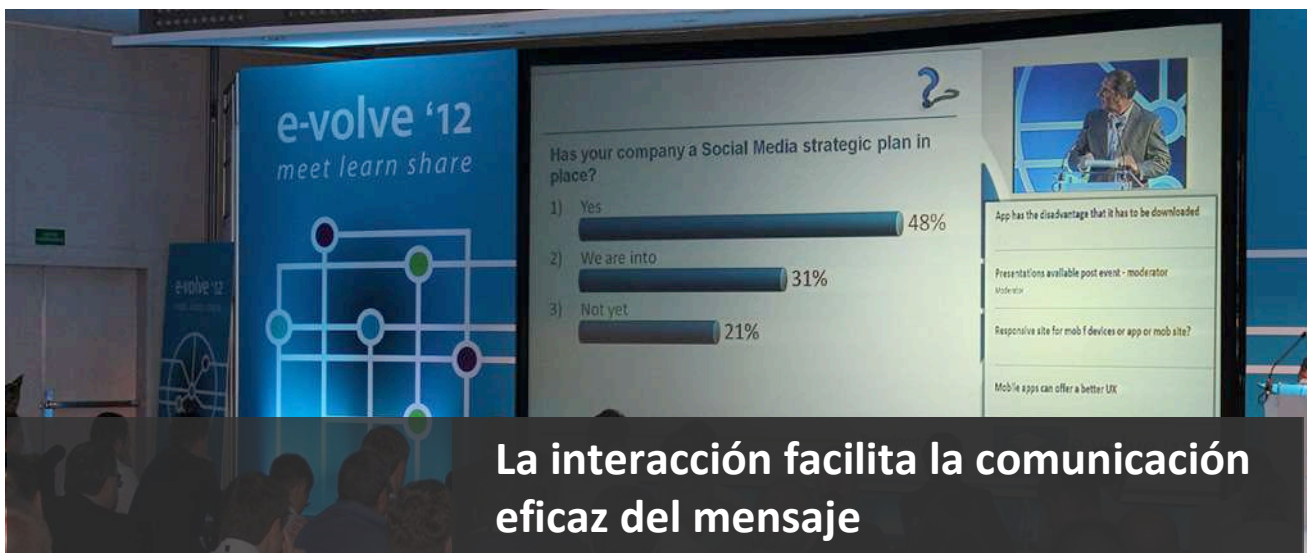 e-volve '12
meet learn share
e-volve '12
Has your company a Social Media strategic plan in
place?
1) Yes
48%
2) We are into
31%
3) Not yet
21%
App has the disadvantage that it has to be downloaded
Presentations available post event - moderator
Moderator
Responsive site for mob f devices or app or mob site?
Mobile apps can offer a better UX
La interacción facilita la comunicación
eficaz del mensaje